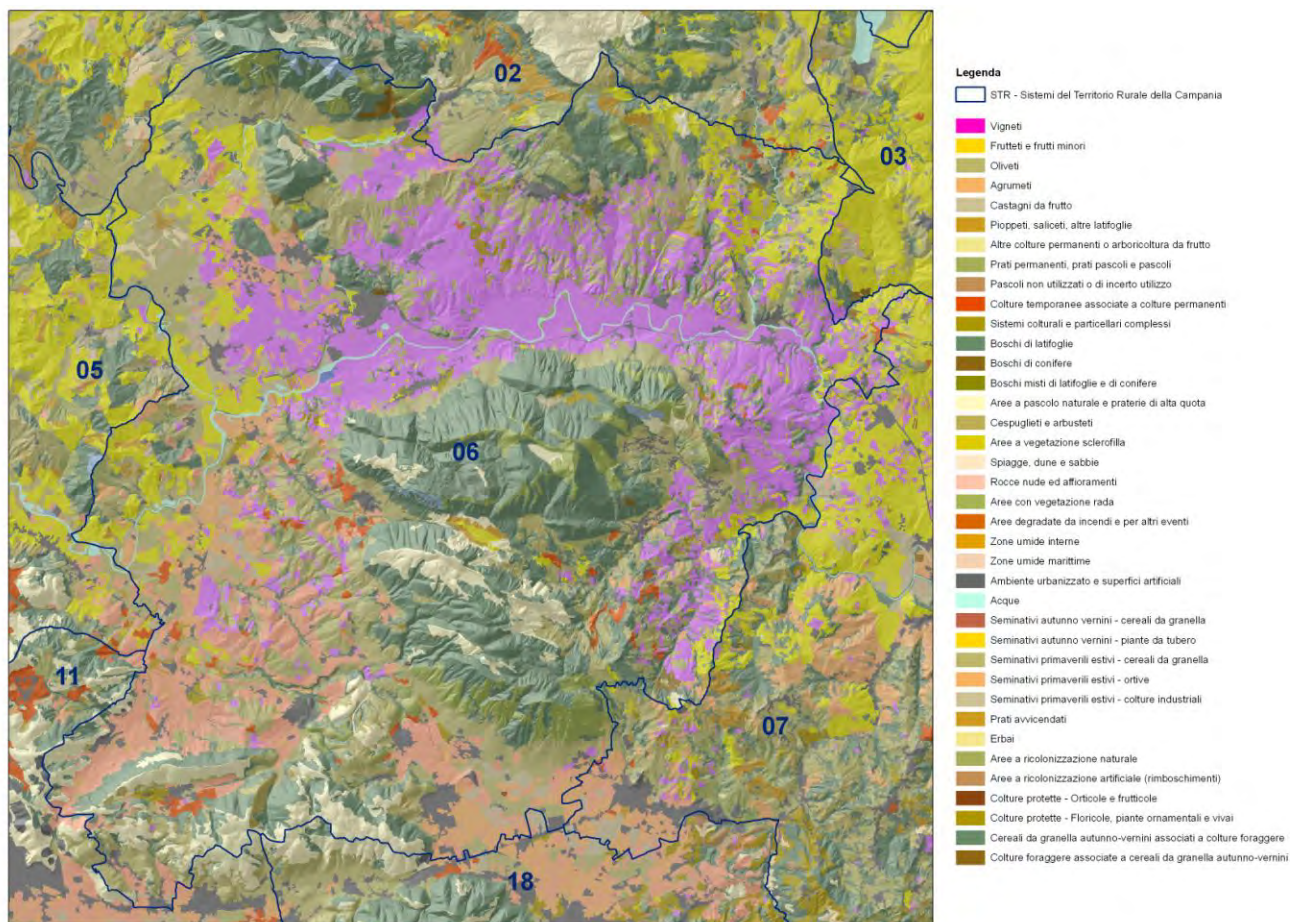 02
03
05
06
11
07
18
Legenda
STR - Sistemi del Territorio Rurale della Campania
Vigneti
Frutteti e frutti minori
Oliveti
Agrumeti
Castagni da frutto
Pioppeti, saliceti, altre latifoglie
Altre colture permanenti o arboricoltura da frutto
Prati permanenti, prati pascoli e pascoli
Pascoli non utilizzati o di incerto utilizzo
Colture temporanee associate a colture permanenti
Sistemi colturali e particellari complessi
Boschi di latifoglie
Boschi di conifere
Boschi misti di latifoglie e di conifere
Aree a pascolo naturale e praterie di alta quota
Cespuglieti e arbusteti
Aree a vegetazione sclerofilla
Spiagge, dune e sabbie
Rocce nude ed affioramenti
Aree con vegetazione rada
Aree degradate da incendi e per altri eventi
Zone umide interne
Zone umide marittime
Ambiente urbanizzato e superfici artificiali
Acque
Seminativi autunno vernini - cereali da granella
Seminativi autunno vernini - piante da tubero
Seminativi primaverili estivi - cereali da granella
Seminativi primaverili estivi - ortive
Seminativi primaverili estivi - colture industriali
Prati avvicendati
Erbai
Aree a ricolonizzazione naturale
Aree a ricolonizzazione artificiale (rimboschimenti)
Colture protette - Orticole e frutticole
Colture protette - Floricole, piante ornamentali e vivai
Cereali da granella autunno-vernini associati a colture foraggere
Colture foraggere associate a cereali da granella autunno-vernini